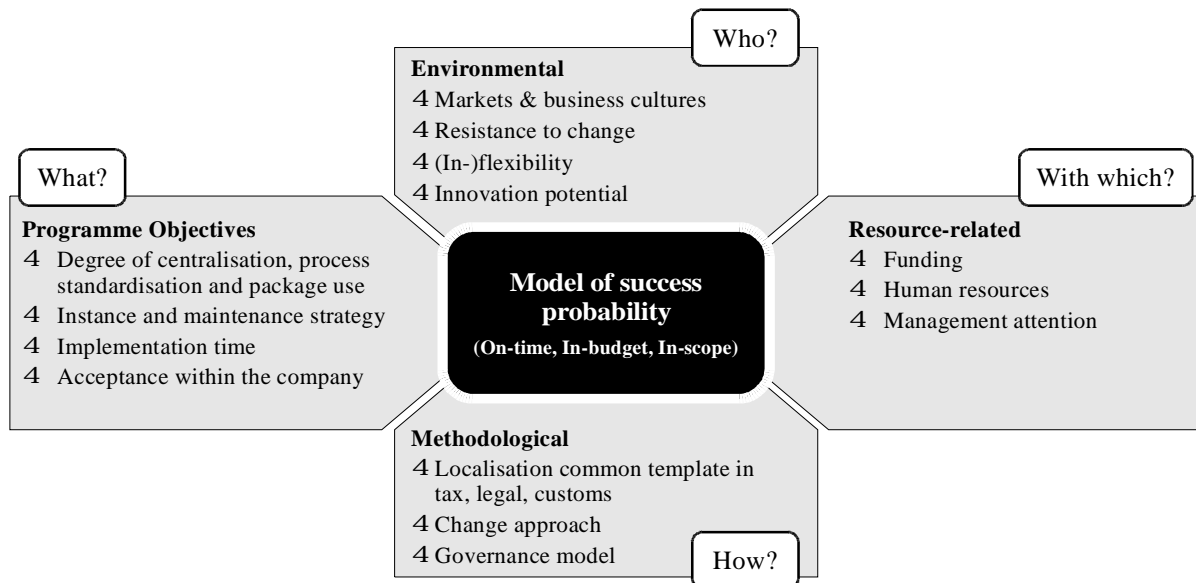 Who?
Environmental
4 Markets & business cultures
4 Resistance to change
4 (In-)flexibility
4 Innovation potential
What?
Programme Objectives
4 Degree of centralisation, process
standardisation and package use
4 Instance and maintenance strategy
4 Implementation time
4 Acceptance within the company
Model of success
probability
(On-time, In-budget, In-scope)
With which?
Resource-related
4 Funding
4 Human resources
4 Management attention
Methodological
4 Localisation common template in
tax, legal, customs
4 Change approach
4 Governance model
How?